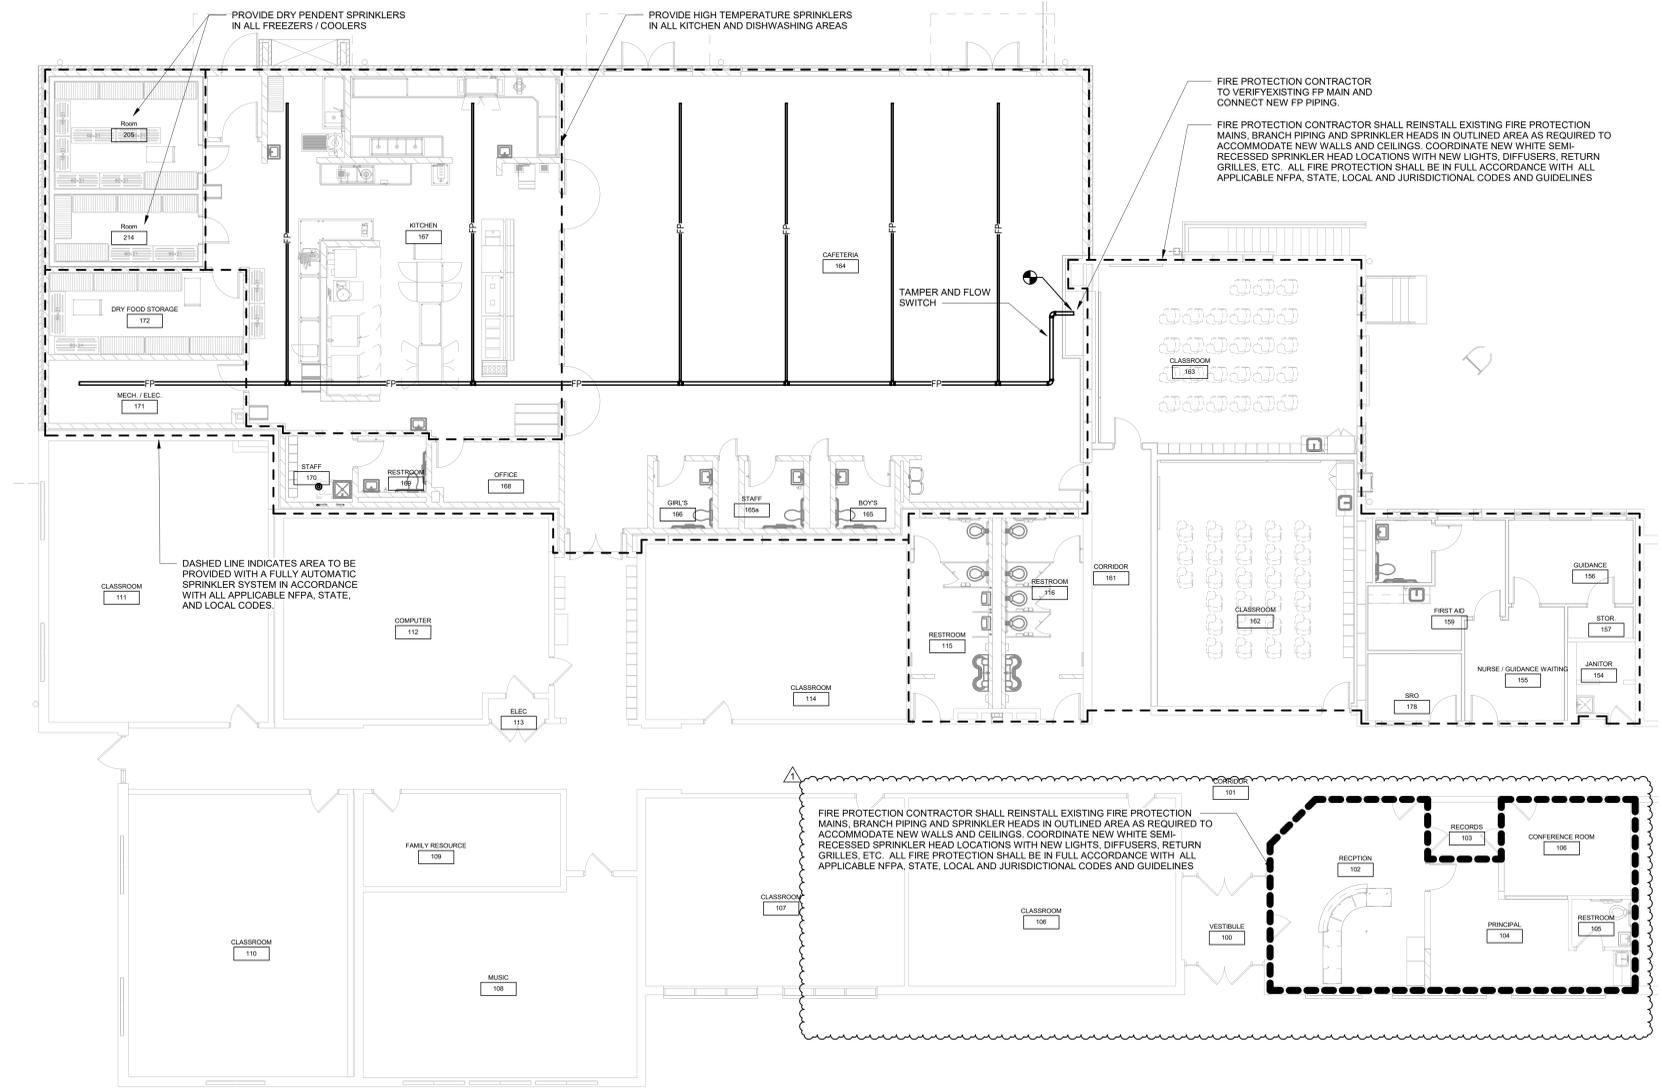 PROVIDE DRY PENDENT SPRINKLERS
IN ALL FREEZERS / COOLERS
PROVIDE HIGH TEMPERATURE SPRINKLERS
IN ALL KITCHEN AND DISHWASHING AREAS
FIRE PROTECTION CONTRACTOR
TO VERIFYEXISTING FP MAIN AND
CONNECT NEW FP PIPING.
FIRE PROTECTION CONTRACTOR SHALL REINSTALL EXISTING FIRE PROTECTION
MAINS, BRANCH PIPING AND SPRINKLER HEADS IN OUTLINED AREA AS REQUIRED TO
ACCOMMODATE NEW WALLS AND CEILINGS. COORDINATE NEW WHITE SEMI-
RECESSED SPRINKLER HEAD LOCATIONS WITH NEW LIGHTS, DIFFUSERS, RETURN
GRILLES, ETC. ALL FIRE PROTECTION SHALL BE IN FULL ACCORDANCE WITH ALL
APPLICABLE NFPA, STATE, LOCAL AND JURISDICTIONAL CODES AND GUIDELINES
Room
205
Room
214
FP
FP
FP
FP
FP
FP
KITCHEN
167
CAFETERIA
164
TAMPER AND FLOW
SWITCH
DRY FOOD STORAGE
172
CLASSROOM
163
D
FP
FP
FP
FP
MECH. / ELEC.
171
STAFF
170
RESTROOM
169
OFFICE
168
GIRL'S
166
STAFF
165a
BOY'S
165
DASHED LINE INDICATES AREA TO BE
PROVIDED WITH A FULLY AUTOMATIC
SPRINKLER SYSTEM IN ACCORDANCE
WITH ALL APPLICABLE NFPA, STATE,
AND LOCAL CODES.
CLASSROOM
111
COMPUTER
112
RESTROOM
116
CORRIDOR
161
CLASSROOM
162
GUIDANCE
156
FIRST AID
159
STOR.
157
RESTROOM
115
CLASSROOM
114
ELEC
113
NURSE / GUIDANCE WAITING
155
JANITOR
154
SRO
178
1
CORRIDOR
101
FIRE PROTECTION CONTRACTOR SHALL REINSTALL EXISTING FIRE PROTECTION
MAINS, BRANCH PIPING AND SPRINKLER HEADS IN OUTLINED AREA AS REQUIRED TO
ACCOMMODATE NEW WALLS AND CEILINGS. COORDINATE NEW WHITE SEMI-
RECESSED SPRINKLER HEAD LOCATIONS WITH NEW LIGHTS, DIFFUSERS, RETURN
GRILLES, ETC. ALL FIRE PROTECTION SHALL BE IN FULL ACCORDANCE WITH ALL
APPLICABLE NFPA, STATE, LOCAL AND JURISDICTIONAL CODES AND GUIDELINES
RECORDS
103
CONFERENCE ROOM
106
RECPTION
102
FAMILY RESOURCE
109
CLASSROOM
107
CLASSROOM
106
VESTIBULE
100
PRINCIPAL
104
RESTROOM
105
CLASSROOM
110
MUSIC
108